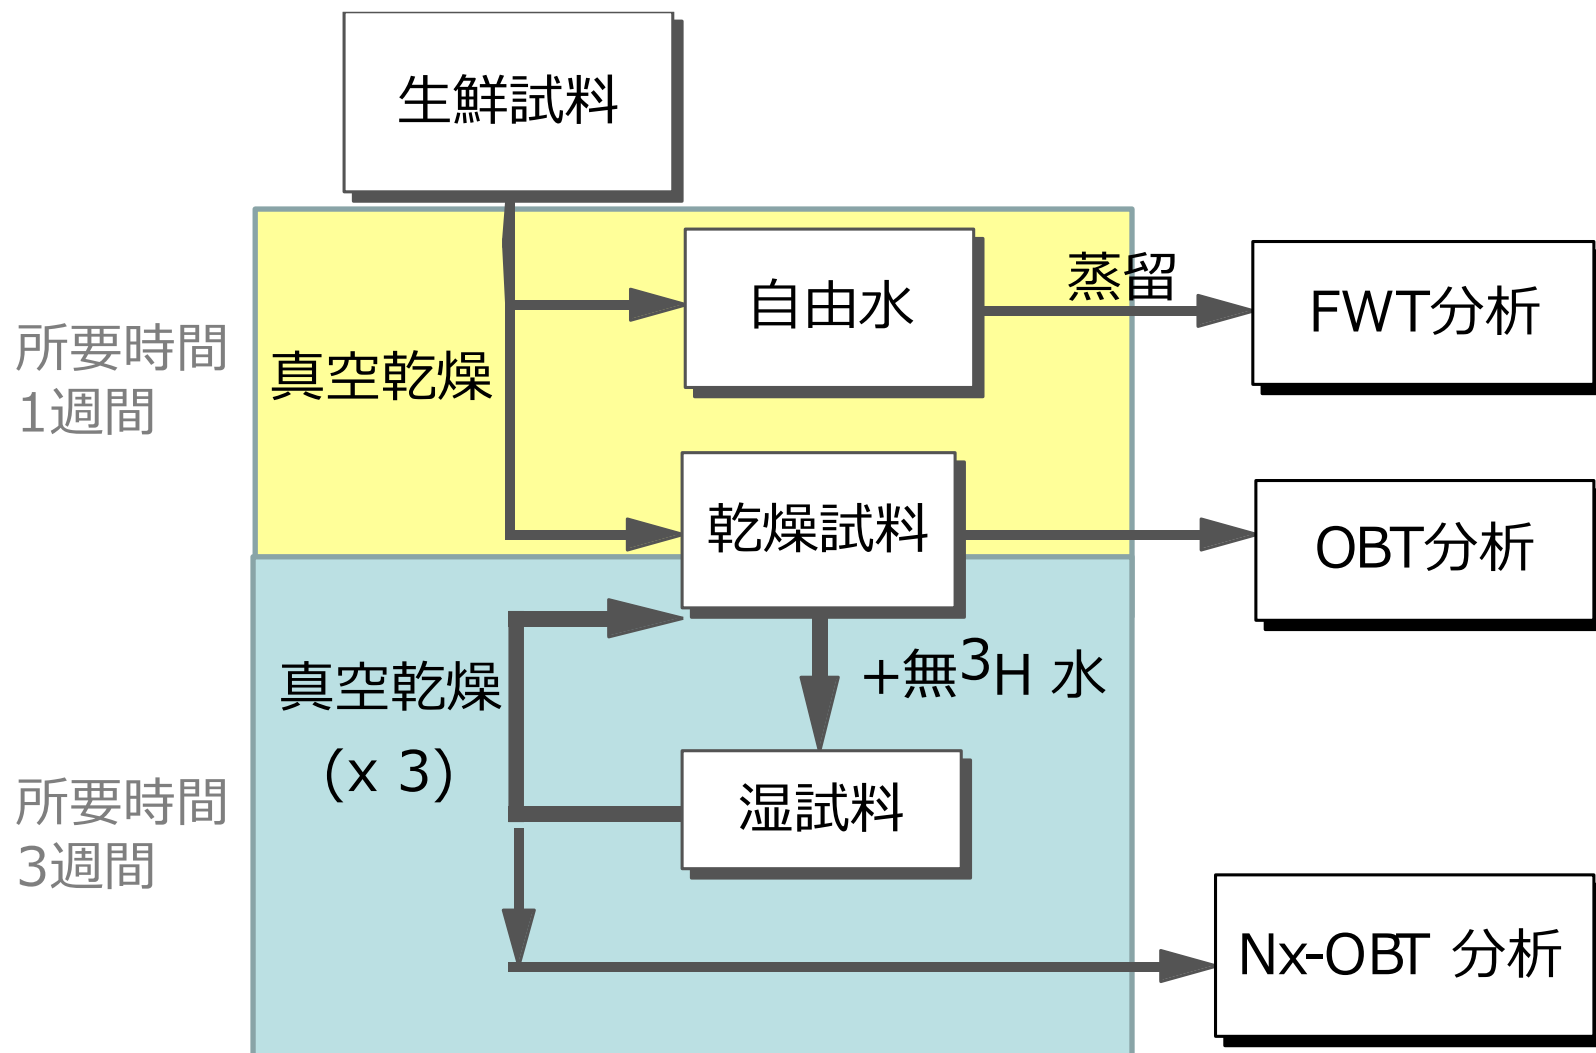 生鮮試料
自由水
蒸留
FWT分析
所要時間
1週間
真空乾燥
乾燥試料
OBT分析
+無³H 水
真空乾燥
(x 3)
湿試料
所要時間
3週間
Nx-OBT 分析